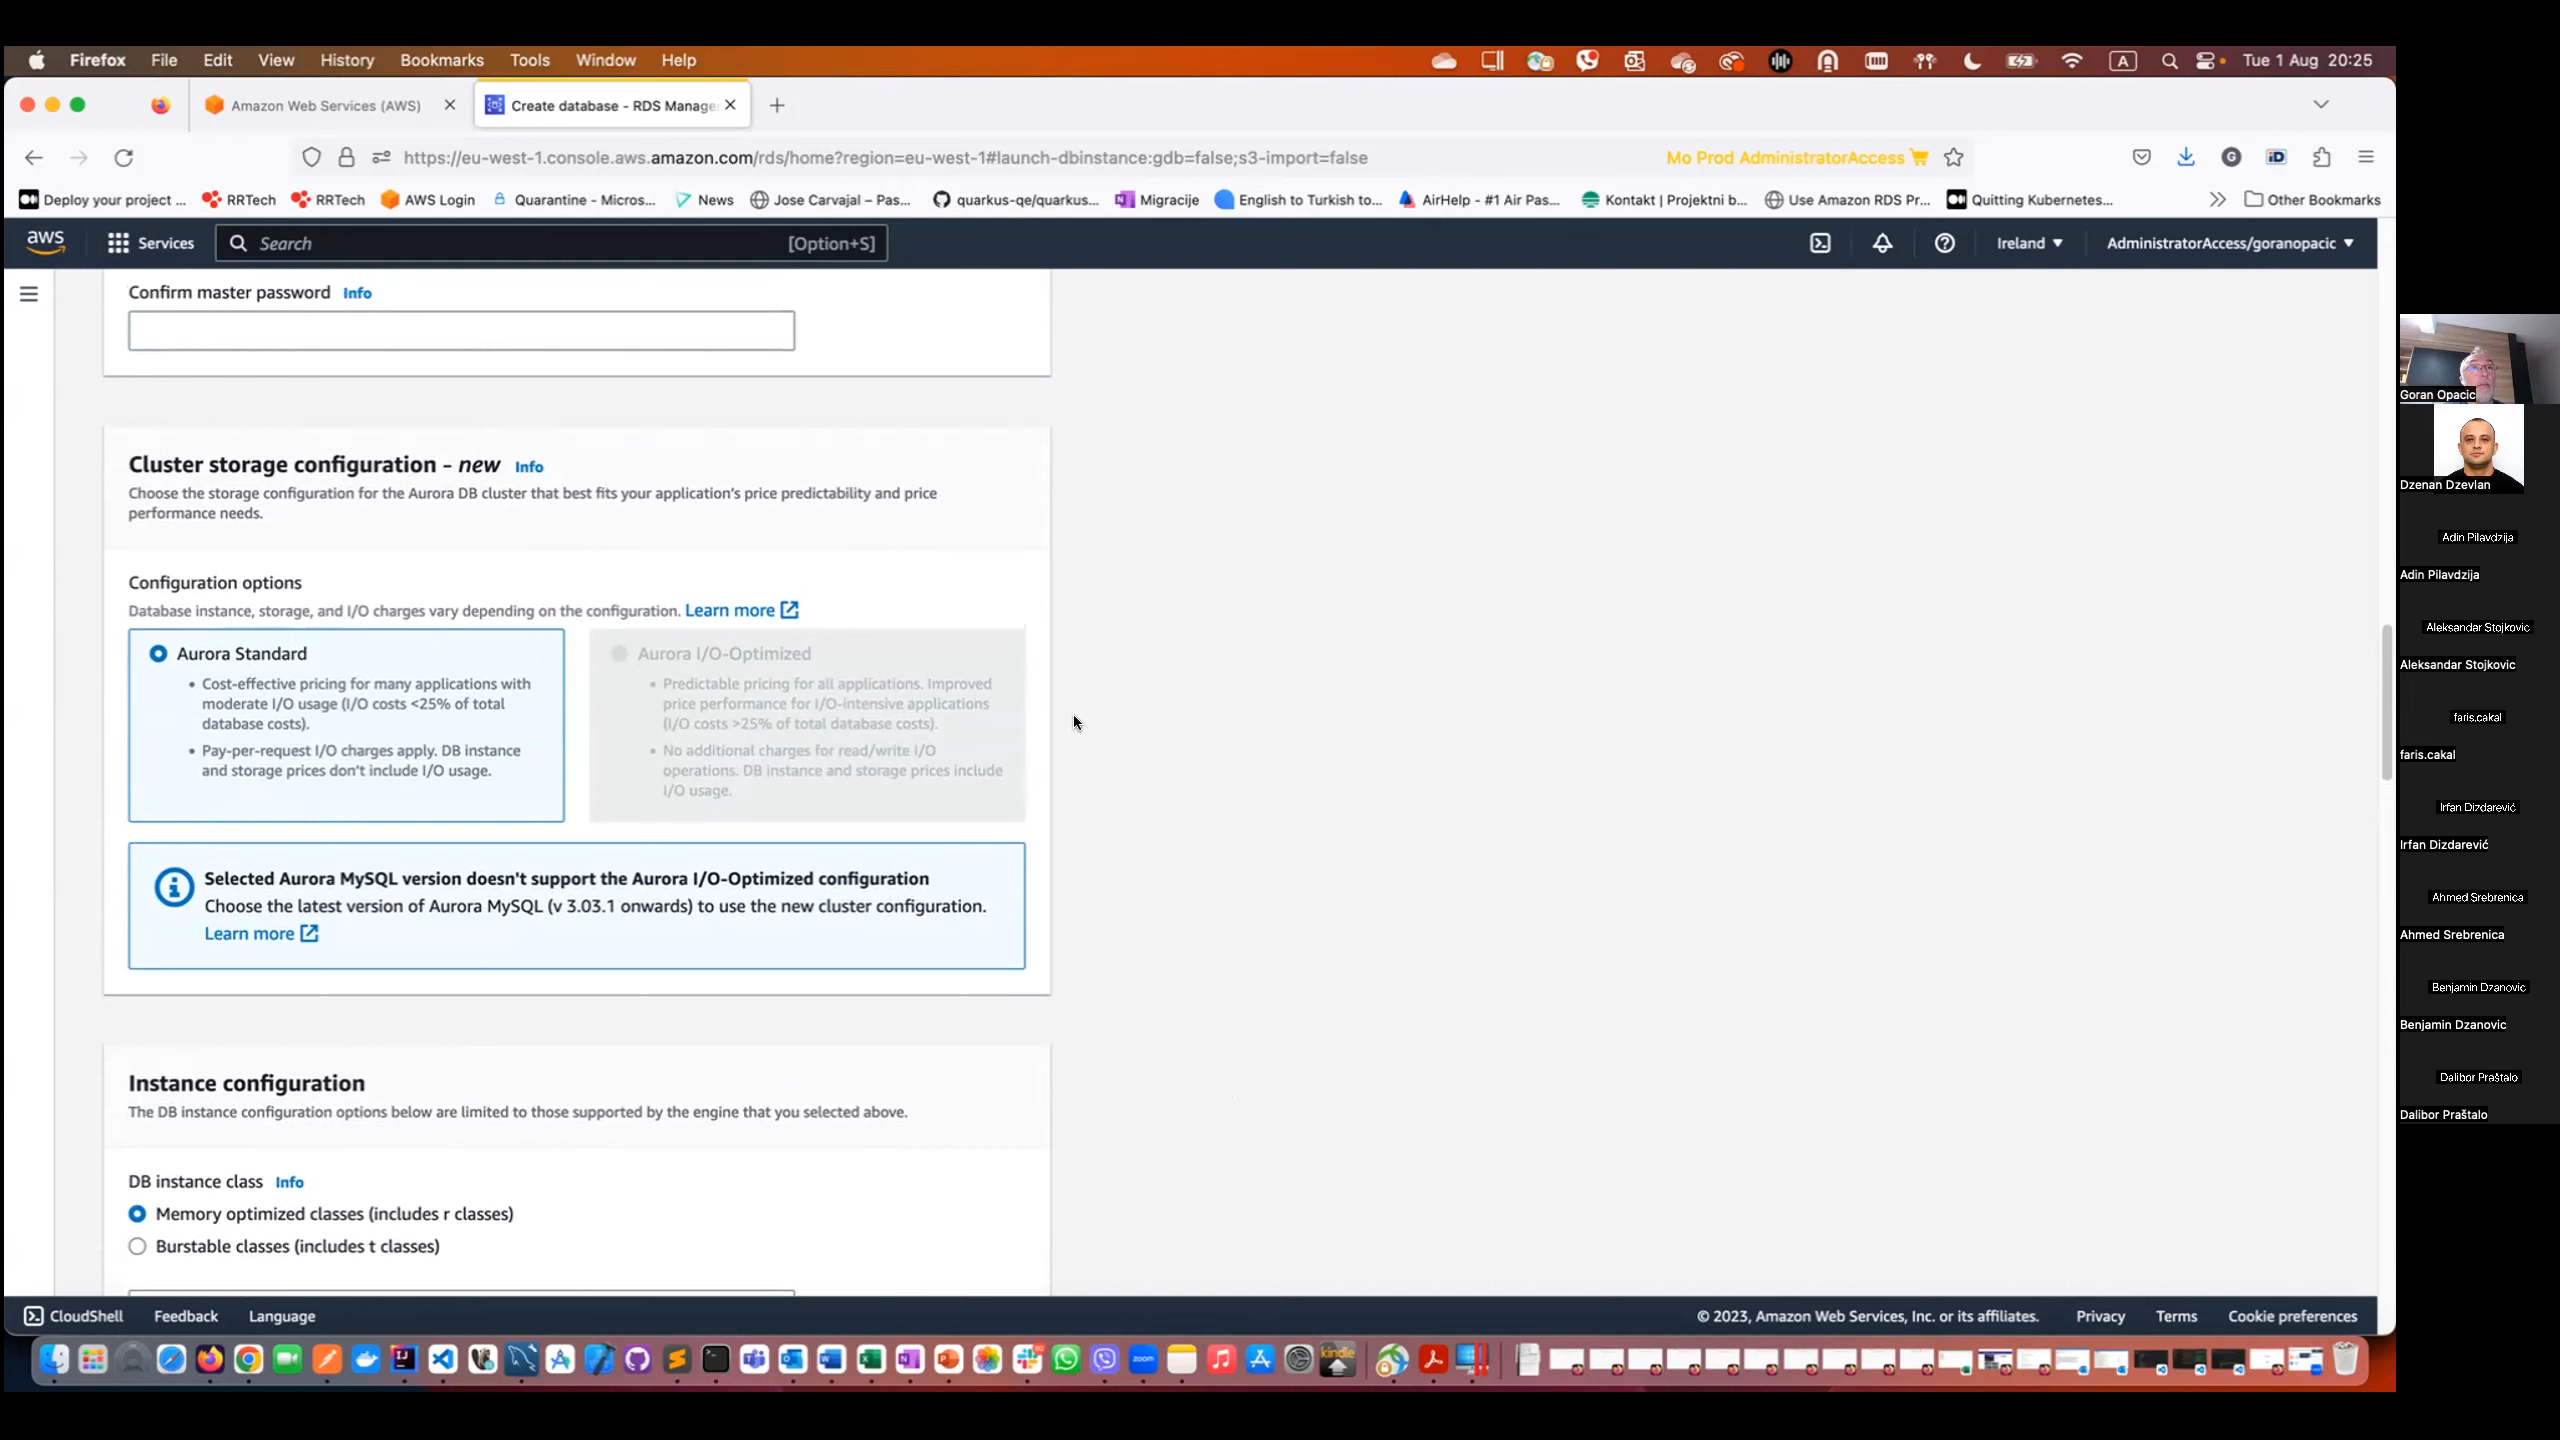 Firefox File Edit View History Bookmarks Tools Window Help
A
Tue 1 Aug 20:25
Amazon Web Services (AWS)
Create database - RDS Manage
https://eu-west-1.console.aws.amazon.com/rds/home?region=eu-west-1#launch-dbinstance:gdb=false;s3-import=false
Mo Prod AdministratorAccess
G
iD
Deploy your project ...
RRTech
RRTech
AWS Login
Quarantine - Micros...
News
Jose Carvajal – Pas...
quarkus-qe/quarkus...
Migracije
English to Turkish to...
AirHelp - #1 Air Pas...
Kontakt | Projektni b...
Use Amazon RDS Pr...
Quitting Kubernetes...
Other Bookmarks
aws
Services
Search
[Option+S]
Ireland
AdministratorAccess/goranopacic
Confirm master password Info
Cluster storage configuration - new Info
Choose the storage configuration for the Aurora DB cluster that best fits your application's price predictability and price
performance needs.
Configuration options
Database instance, storage, and I/O charges vary depending on the configuration. Learn more
Aurora Standard
• Cost-effective pricing for many applications with
moderate I/O usage (I/O costs <25% of total
database costs).
• Pay-per-request I/O charges apply. DB instance
and storage prices don't include I/O usage.
Aurora I/O-Optimized
• Predictable pricing for all applications. Improved
price performance for I/O-intensive applications
(I/O costs >25% of total database costs).
• No additional charges for read/write I/O
operations. DB instance and storage prices include
I/O usage.
Selected Aurora MySQL version doesn't support the Aurora I/O-Optimized configuration
Choose the latest version of Aurora MySQL (v 3.03.1 onwards) to use the new cluster configuration.
Learn more
Instance configuration
The DB instance configuration options below are limited to those supported by the engine that you selected above.
DB instance class Info
Memory optimized classes (includes r classes)
Burstable classes (includes t classes)
CloudShell
Feedback
Language
© 2023, Amazon Web Services, Inc. or its affiliates.
Privacy
Terms
Cookie preferences
zoom
kindle
Goran Opacic
Dzenan Dzevlan
Adin Pilavdzija
Adin Pilavdzija
Aleksandar Stojkovic
Aleksandar Stojkovic
faris.cakal
faris.cakal
Irfan Dizdarević
Irfan Dizdarević
Ahmed Srebrenica
Ahmed Srebrenica
Benjamin Dzanovic
Benjamin Dzanovic
Dalibor Praštalo
Dalibor Praštalo